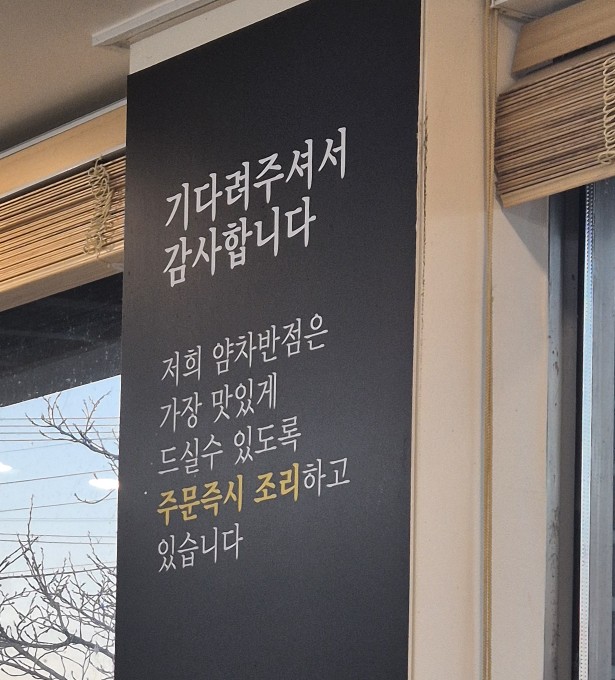 기다려주셔서
감사합니다
저희 얌차반점은
가장 맛있게
드실수 있도록
주문즉시 조리하고
있습니다